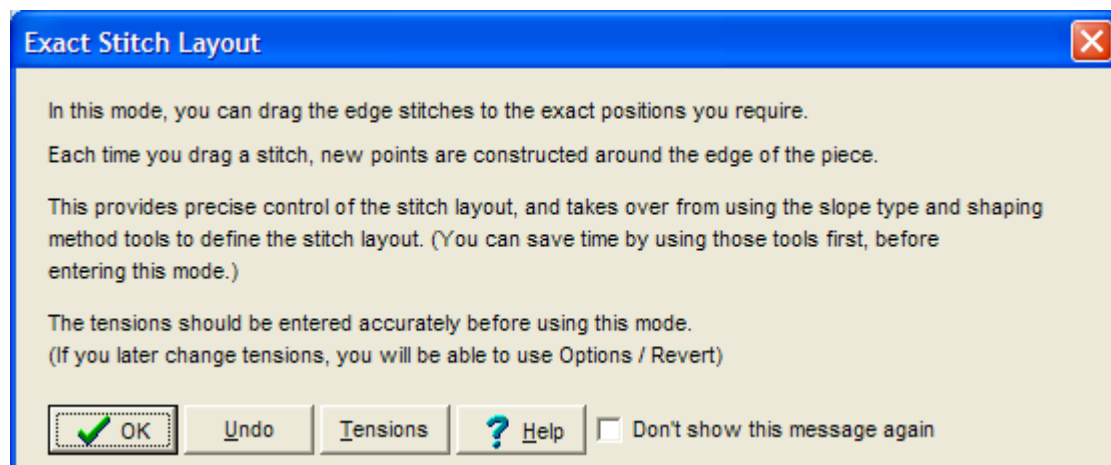 Exact Stitch Layout
In this mode, you can drag the edge stitches to the exact positions you require.
Each time you drag a stitch, new points are constructed around the edge of the piece.
This provides precise control of the stitch layout, and takes over from using the slope type and shaping
method tools to define the stitch layout. (You can save time by using those tools first, before
entering this mode.)
The tensions should be entered accurately before using this mode.
(If you later change tensions, you will be able to use Options / Revert)
OK Undo Tensions ? Help Don't show this message again